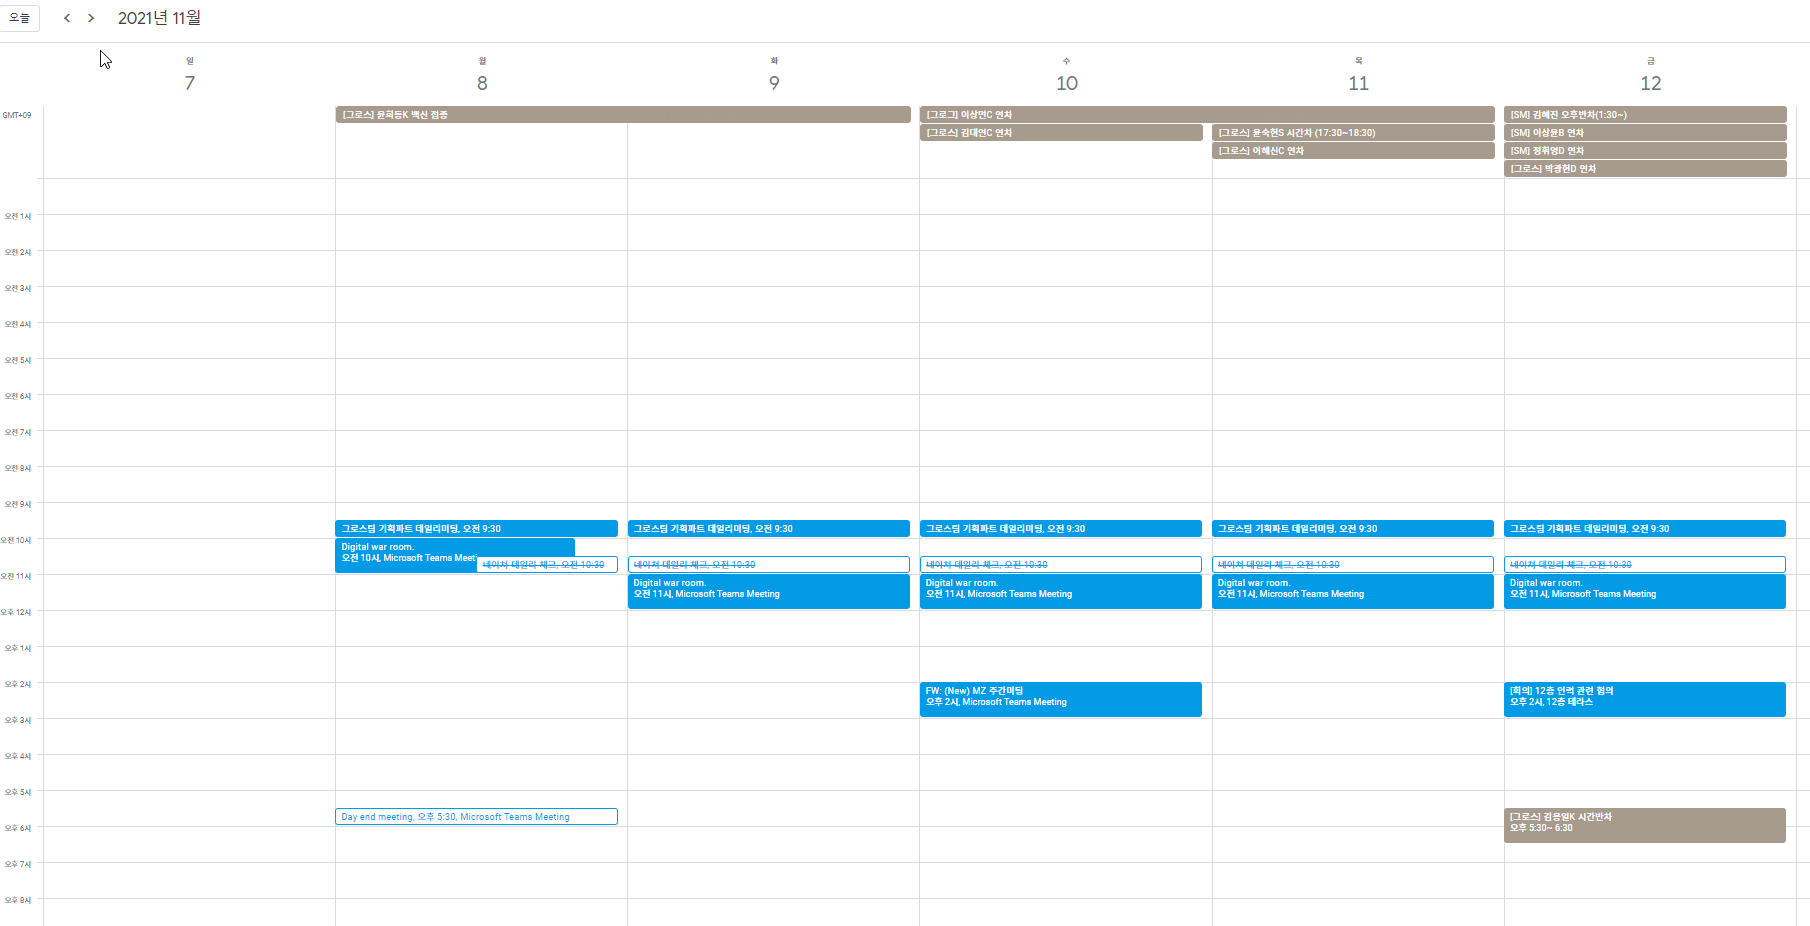 오늘
2021년 11월
일
월
화
수
목
금
7
8
9
10
11
12
GMT+09
[그로스] 윤희동K 백신 접종
[그로그] 이상연C 연차
[SM] 김혜진 오후반차(1:30~)
[그로스] 김대연C 연차
[그로스] 윤숙현S 시간차 (17:30~18:30)
[SM] 이상윤B 연차
[그로스] 이혜신C 연차
[SM] 정휘영D 연차
[그로스] 박광현D 연차
오전 1시
오전 2시
오전 3시
오전 4시
오전 5시
오전 6시
오전 7시
오전 8시
오전 9시
그로스팀 기획파트 데일리미팅, 오전 9:30
그로스팀 기획파트 데일리미팅, 오전 9:30
그로스팀 기획파트 데일리미팅, 오전 9:30
그로스팀 기획파트 데일리미팅, 오전 9:30
그로스팀 기획파트 데일리미팅, 오전 9:30
오전 10시
Digital war room.
오전 10시, Microsoft Teams Meeti
네이처 데일리 체크, 오전 10:30
네이처 데일리 체크, 오전 10:30
네이처 데일리 체크, 오전 10:30
네이처 데일리 체크, 오전 10:30
네이처 데일리 체크, 오전 10:30
오전 11시
Digital war room.
오전 11시, Microsoft Teams Meeting
Digital war room.
오전 11시, Microsoft Teams Meeting
Digital war room.
오전 11시, Microsoft Teams Meeting
Digital war room.
오전 11시, Microsoft Teams Meeting
오후 12시
오후 1시
오후 2시
FW: (New) MZ 주간미팅
오후 2시, Microsoft Teams Meeting
[회의] 12층 인력 관련 협의
오후 2시, 12층 테라스
오후 3시
오후 4시
오후 5시
Day end meeting, 오후 5:30, Microsoft Teams Meeting
[그로스] 김용일K 시간반차
오후 5:30~ 6:30
오후 6시
오후 7시
오후 8시